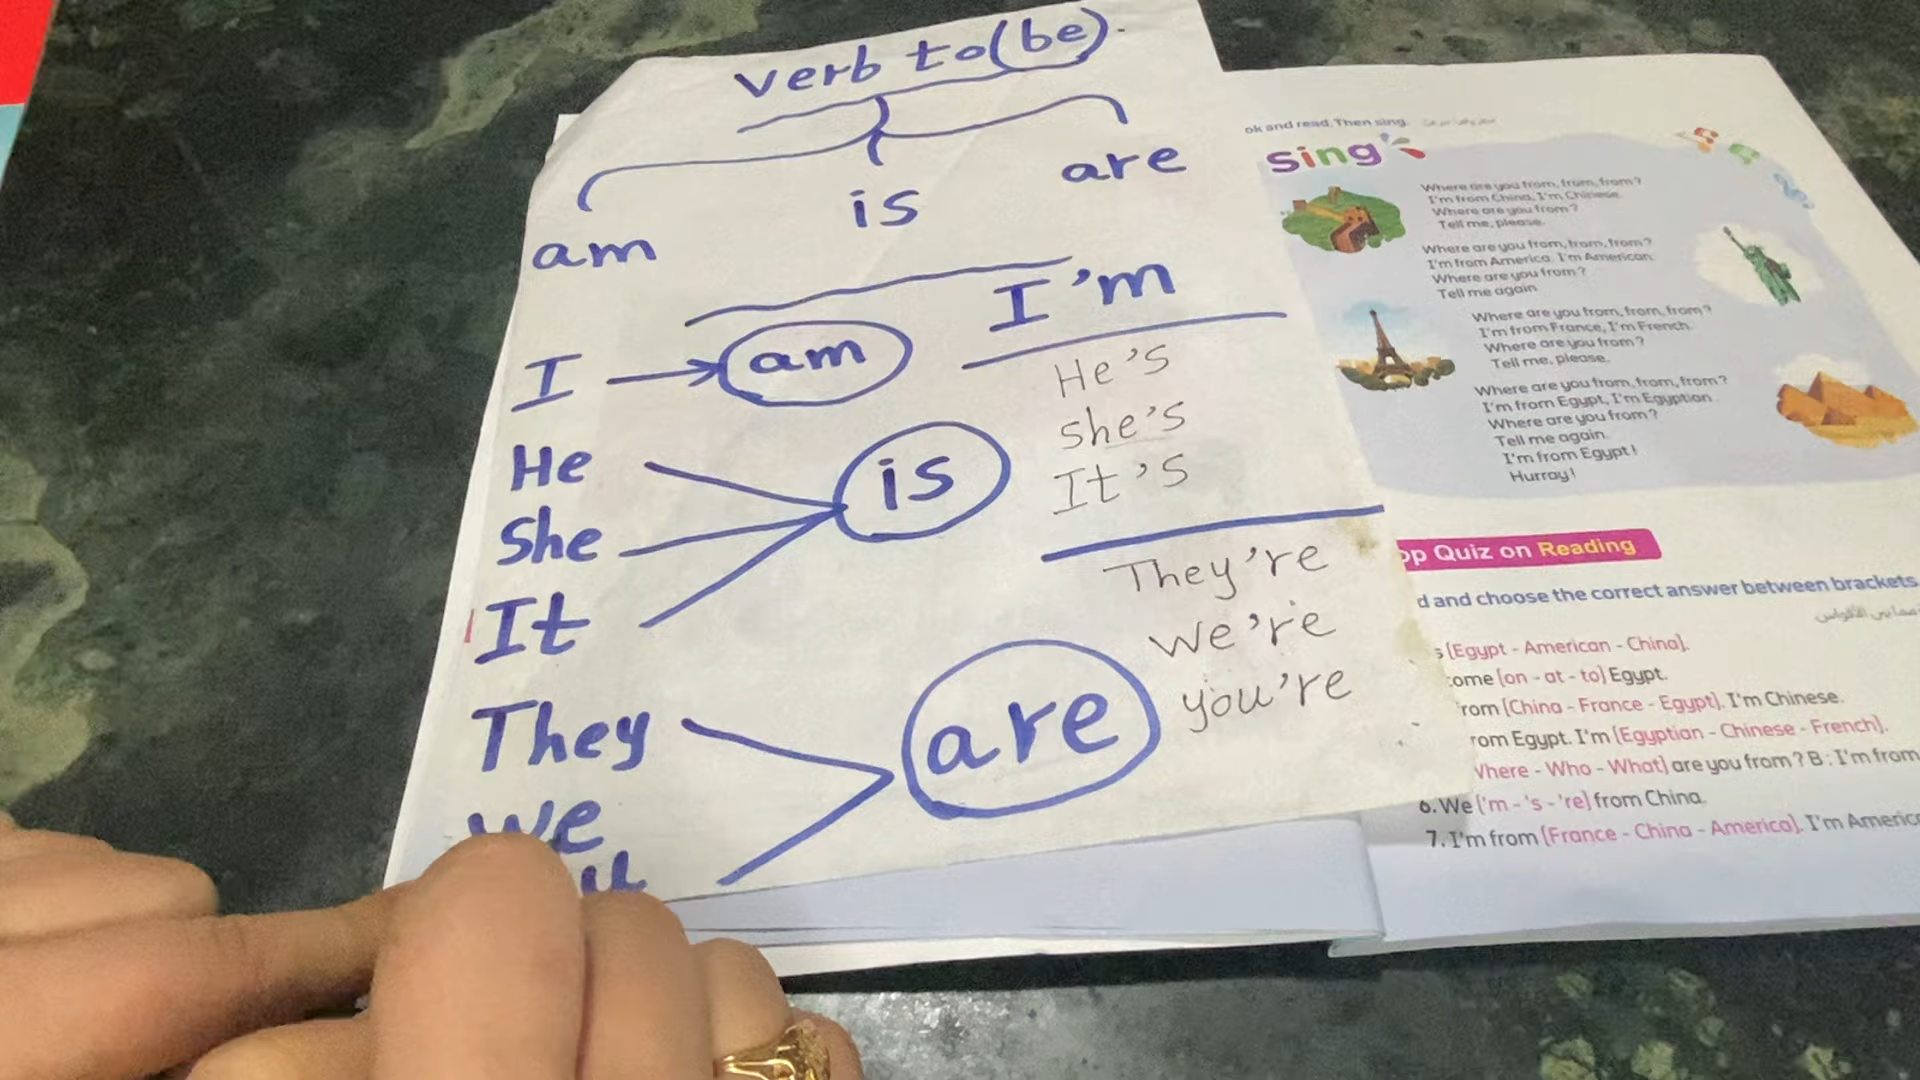 verb to (be).
am
is
are
I'm
I → am
He
She
It
is
He's
she's
It's
They
We
are
They're
we're
you're
ok and read. Then sing.
sing
Where are you from, from, from?
I'm from China, I'm Chinese.
Where are you from?
Tell me, please.
Where are you from, from, from?
I'm from America. I'm American.
Where are you from?
Tell me again.
Where are you from, from, from?
I'm from France, I'm French.
Where are you from?
Tell me, please.
Where are you from, from, from?
I'm from Egypt, I'm Egyptian.
Where are you from?
Tell me again.
I'm from Egypt!
Hurray!
op Quiz on Reading
d and choose the correct answer between brackets
s [Egypt - American - China].
ome [on - at - to] Egypt.
rom [China - France - Egypt]. I'm Chinese.
rom Egypt. I'm [Egyptian - Chinese - French].
Where - Who - What] are you from? B : I'm from
6. We ['m - 's - 're] from China.
7. I'm from [France - China - America]. I'm Americ